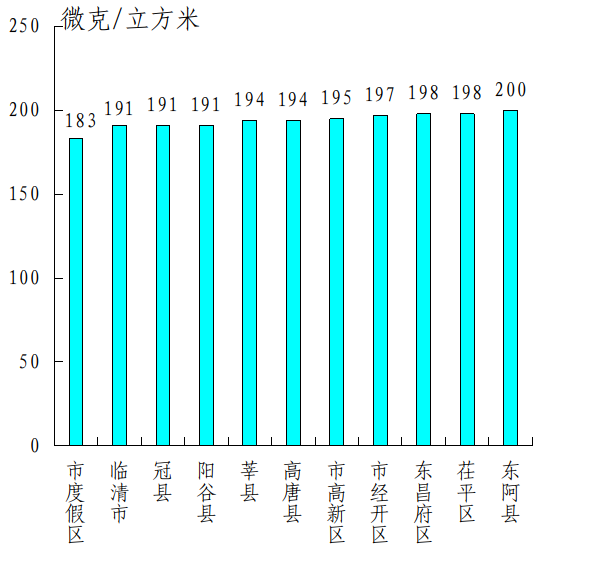 微克/立方米
250
200
150
100
50
0
183
191
191
191
194
194
195
197
198
198
200
市度假区
临清市
冠县
阳谷县
莘县
高唐县
市高新区
市经开区
东昌府区
茌平区
东阿县